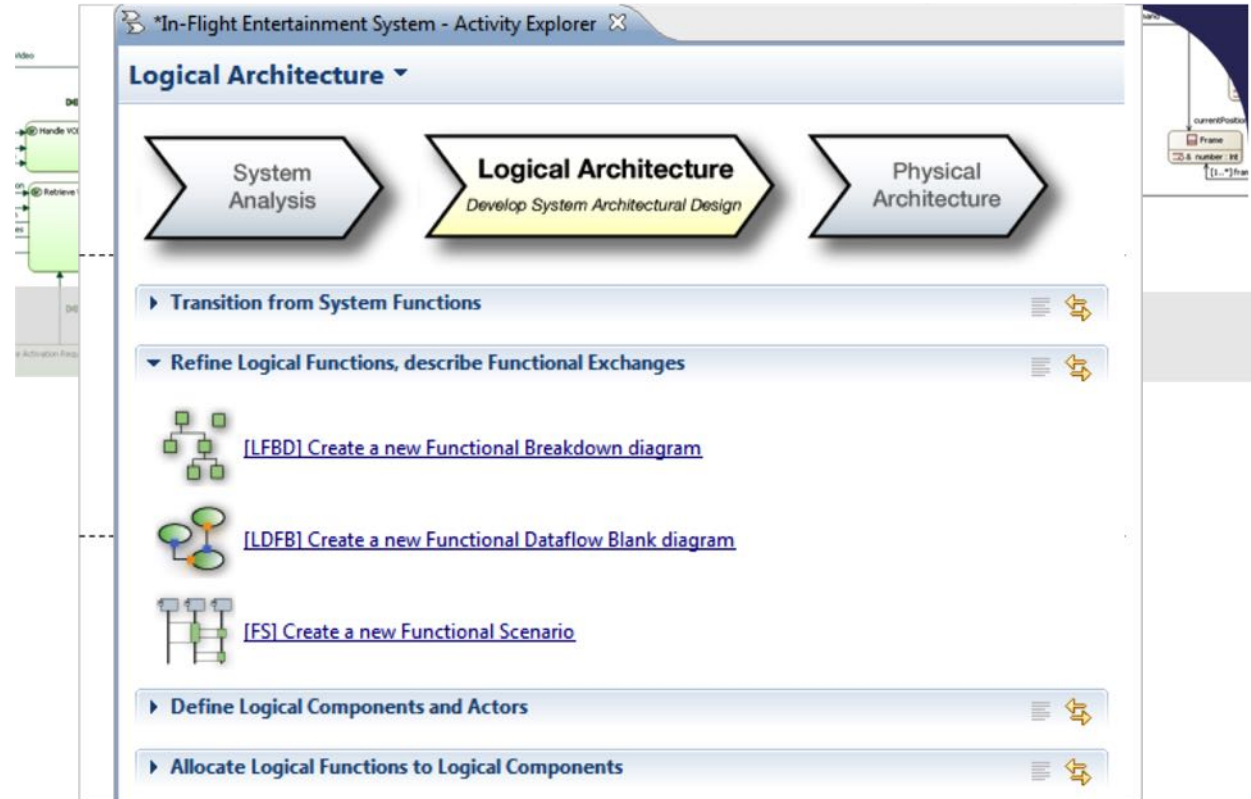 *In-Flight Entertainment System - Activity Explorer
Logical Architecture
System
Analysis
Logical Architecture
Develop System Architectural Design
Physical
Architecture
Transition from System Functions
Refine Logical Functions, describe Functional Exchanges
[LFBD] Create a new Functional Breakdown diagram
[LDFB] Create a new Functional Dataflow Blank diagram
[FS] Create a new Functional Scenario
Define Logical Components and Actors
Allocate Logical Functions to Logical Components
Handle VOD
Retrieve
Frame
number : int